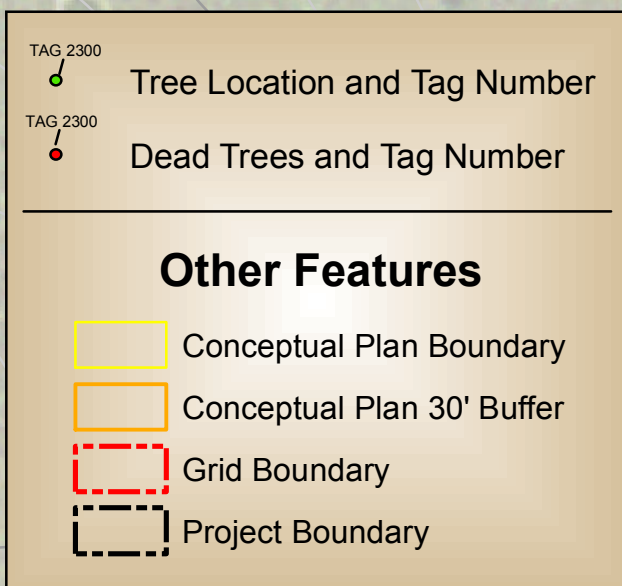 TAG 2300
Tree Location and Tag Number
TAG 2300
Dead Trees and Tag Number
Other Features
Conceptual Plan Boundary
Conceptual Plan 30' Buffer
Grid Boundary
Project Boundary